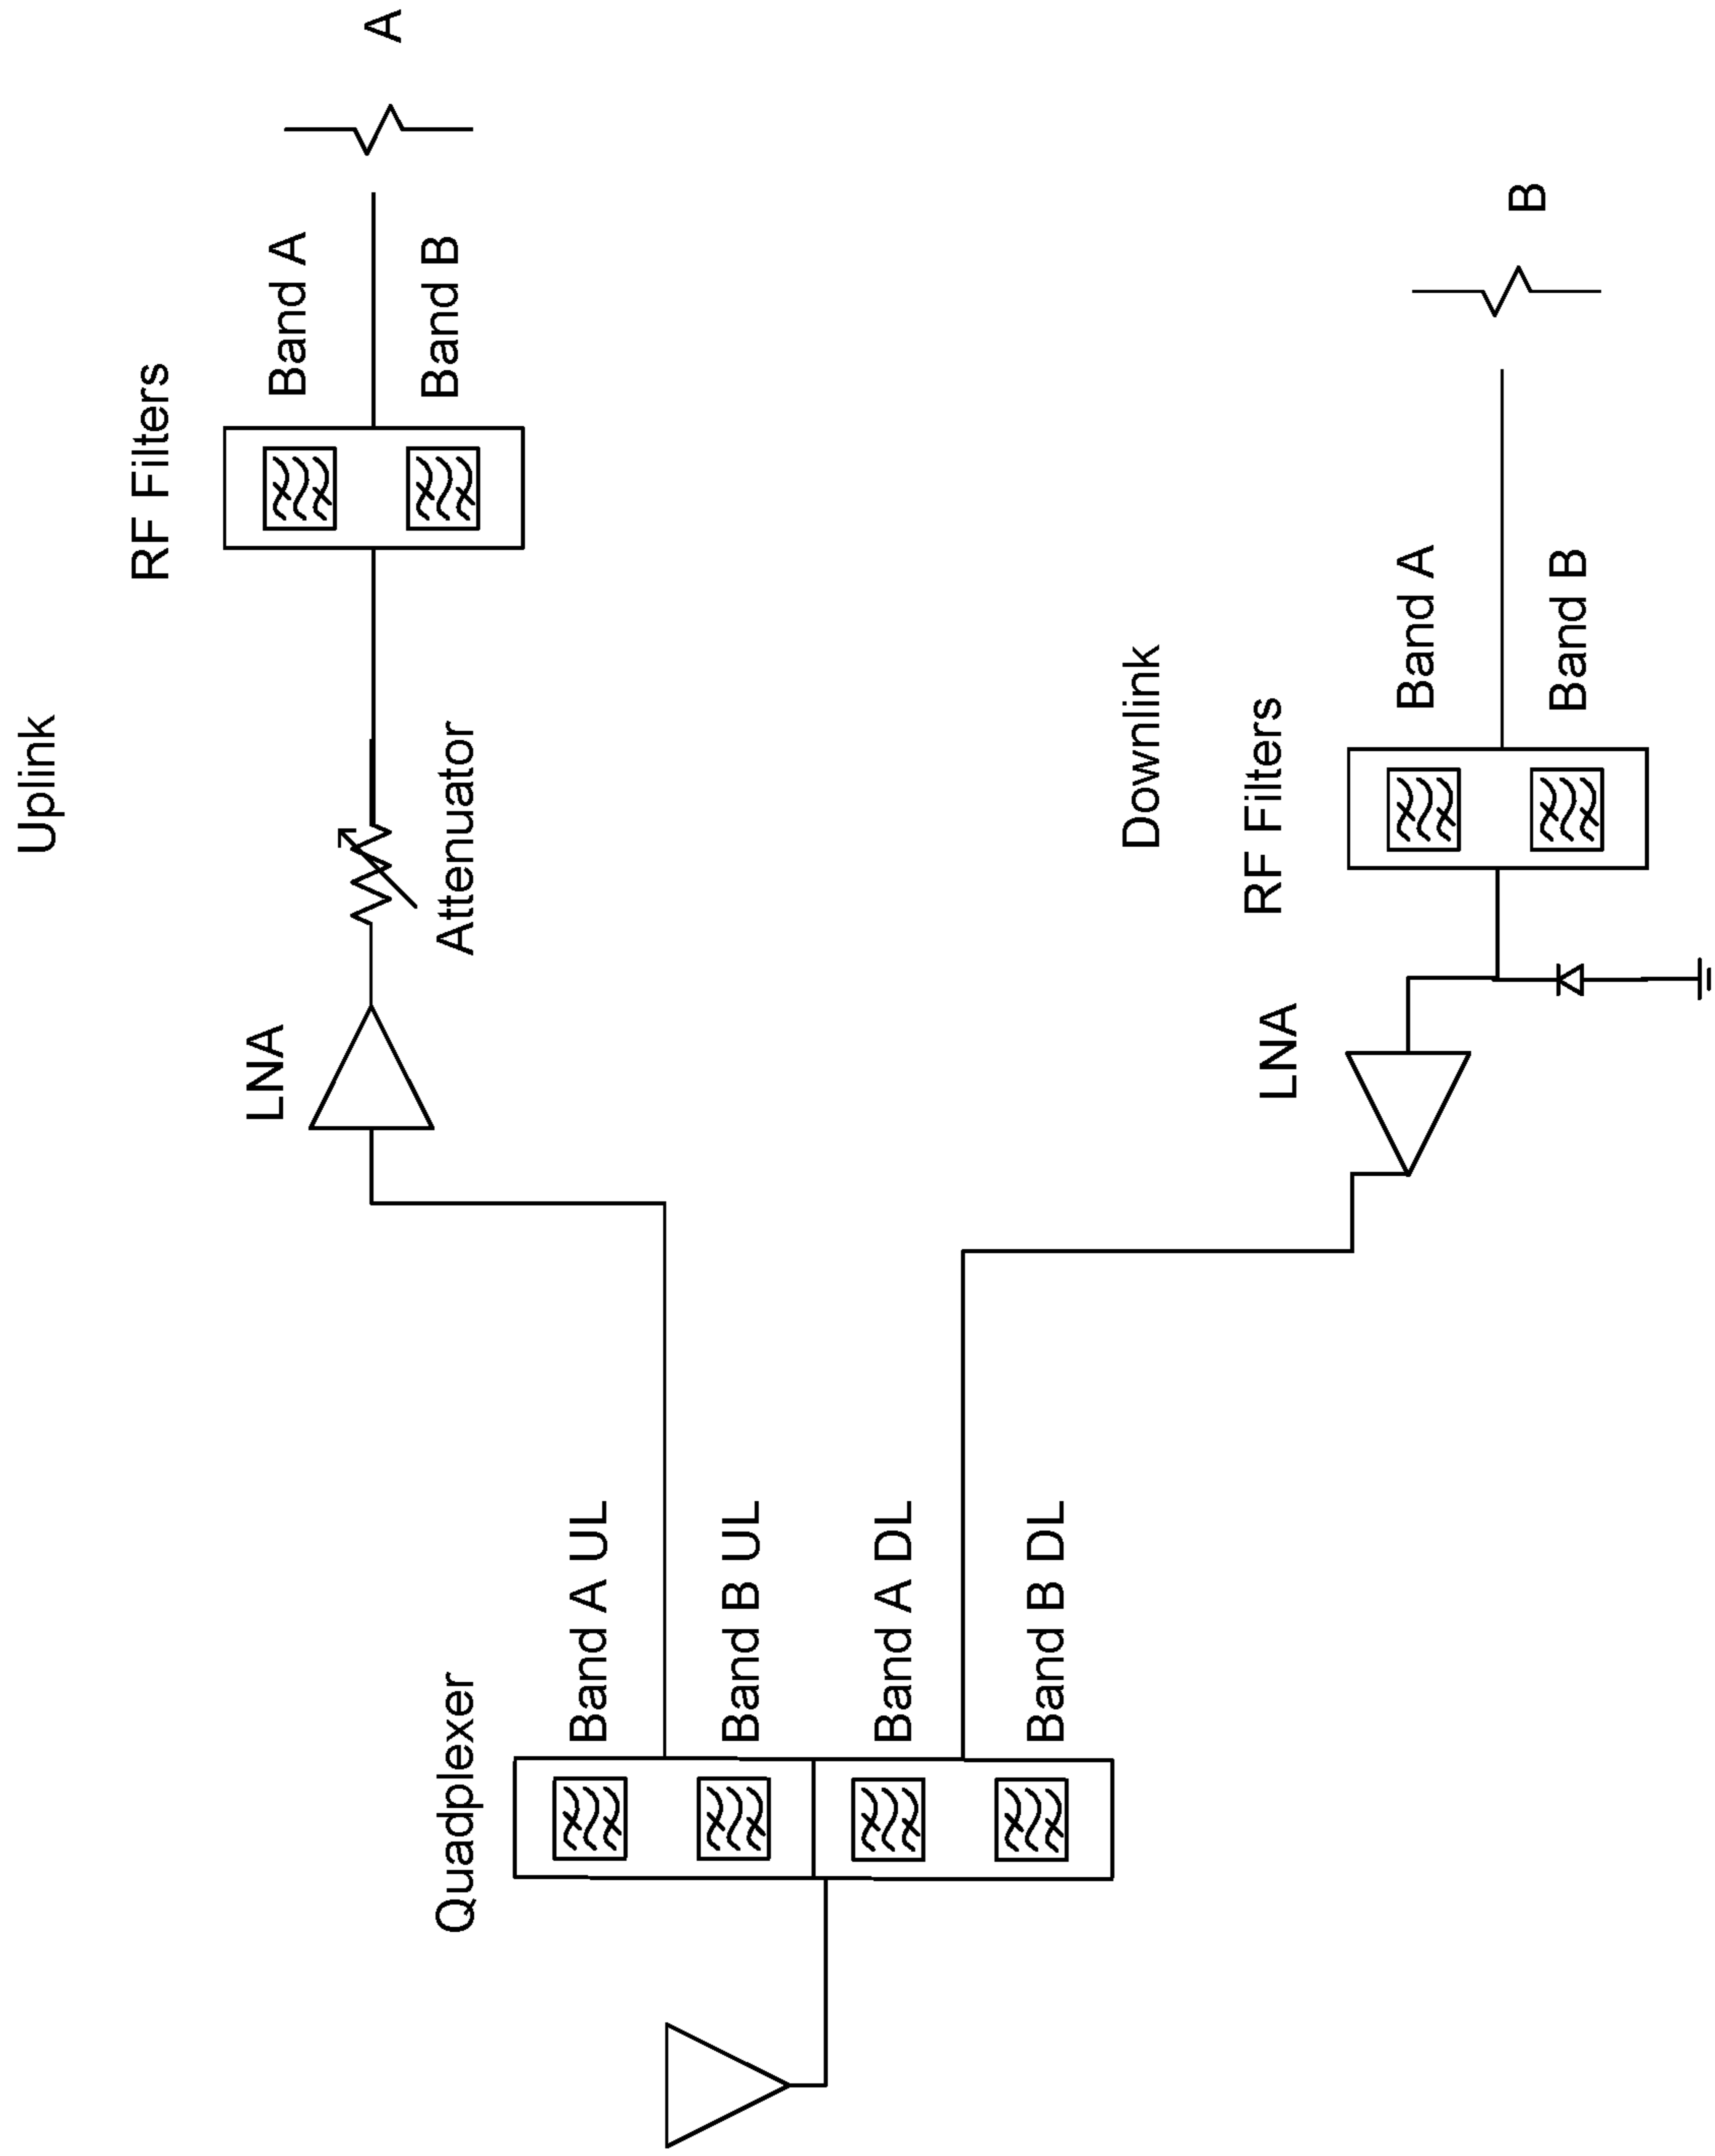 Uplink
RF Filters
Band A
Band B
A
LNA
Attenuator
Quadplexer
Band A UL
Band B UL
Band A DL
Band B DL
Downlink
RF Filters
Band A
Band B
B
LNA